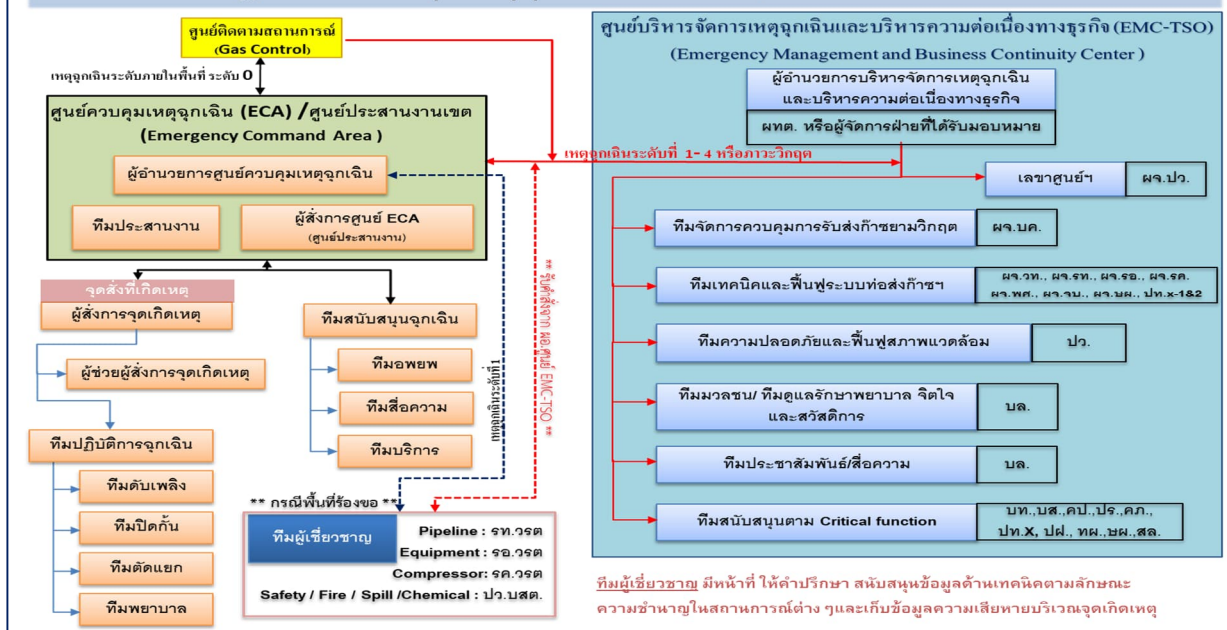 ศูนย์ติดตามสถานการณ์
(Gas Control)
เหตุฉุกเฉินระดับภายในพื้นที่ ระดับ 0
ศูนย์ควบคุมเหตุฉุกเฉิน (ECA) /ศูนย์ประสานงานเขต
(Emergency Command Area )
ผู้อำนวยการศูนย์ควบคุมเหตุฉุกเฉิน
ทีมประสานงาน
ผู้สั่งการศูนย์ ECA
(ศูนย์ประสานงาน)
จุดสั่งที่เกิดเหตุ
ผู้สั่งการจุดเกิดเหตุ
ผู้ช่วยผู้สั่งการจุดเกิดเหตุ
ทีมปฏิบัติการฉุกเฉิน
ทีมดับเพลิง
ทีมปิดกั้น
ทีมตัดแยก
ทีมพยาบาล
ทีมสนับสนุนฉุกเฉิน
ทีมอพยพ
ทีมสื่อความ
ทีมบริการ
เหตุฉุกเฉินระดับที่1
** รับคำสั่งจาก ผอ.ศูนย์ EMC-TSO **
** กรณีพื้นที่ร้องขอ **
ทีมผู้เชี่ยวชาญ
Pipeline : รท.วรต
Equipment : รอ.วรต
Compressor: รค.วรต
Safety / Fire / Spill /Chemical : ปว.บสต.
เหตุฉุกเฉินระดับที่ 1- 4 หรือภาวะวิกฤต
ศูนย์บริหารจัดการเหตุฉุกเฉินและบริหารความต่อเนื่องทางธุรกิจ (EMC-TSO)
(Emergency Management and Business Continuity Center )
ผู้อำนวยการบริหารจัดการเหตุฉุกเฉิน
และบริหารความต่อเนื่องทางธุรกิจ
ผทต. หรือผู้จัดการฝ่ายที่ได้รับมอบหมาย
เลขาศูนย์ฯ
ผจ.ปว.
ทีมจัดการควบคุมการรับส่งก๊าซยามวิกฤต
ผจ.บค.
ทีมเทคนิคและฟื้นฟูระบบท่อส่งก๊าซฯ
ผจ.วท., ผจ.รท., ผจ.รอ., ผจ.รค.
ผจ.พศ., ผจ.จน., ผจ.ษผ., ปท.x-1&2
ทีมความปลอดภัยและฟื้นฟูสภาพแวดล้อม
ปว.
ทีมมวลชน/ ทีมดูแลรักษาพยาบาล จิตใจ
และสวัสดิการ
บล.
ทีมประชาสัมพันธ์/สื่อความ
บล.
ทีมสนับสนุนตาม Critical function
บท.,บส.,คป.,ปร.,คภ.,
ปท.X, ปฝ., ทผ.,ษผ.,สล.
ทีมผู้เชี่ยวชาญ มีหน้าที่ ให้คำปรึกษา สนับสนุนข้อมูลด้านเทคนิคตามลักษณะ
ความชำนาญในสถานการณ์ต่าง ๆและเก็บข้อมูลความเสียหายบริเวณจุดเกิดเหตุ